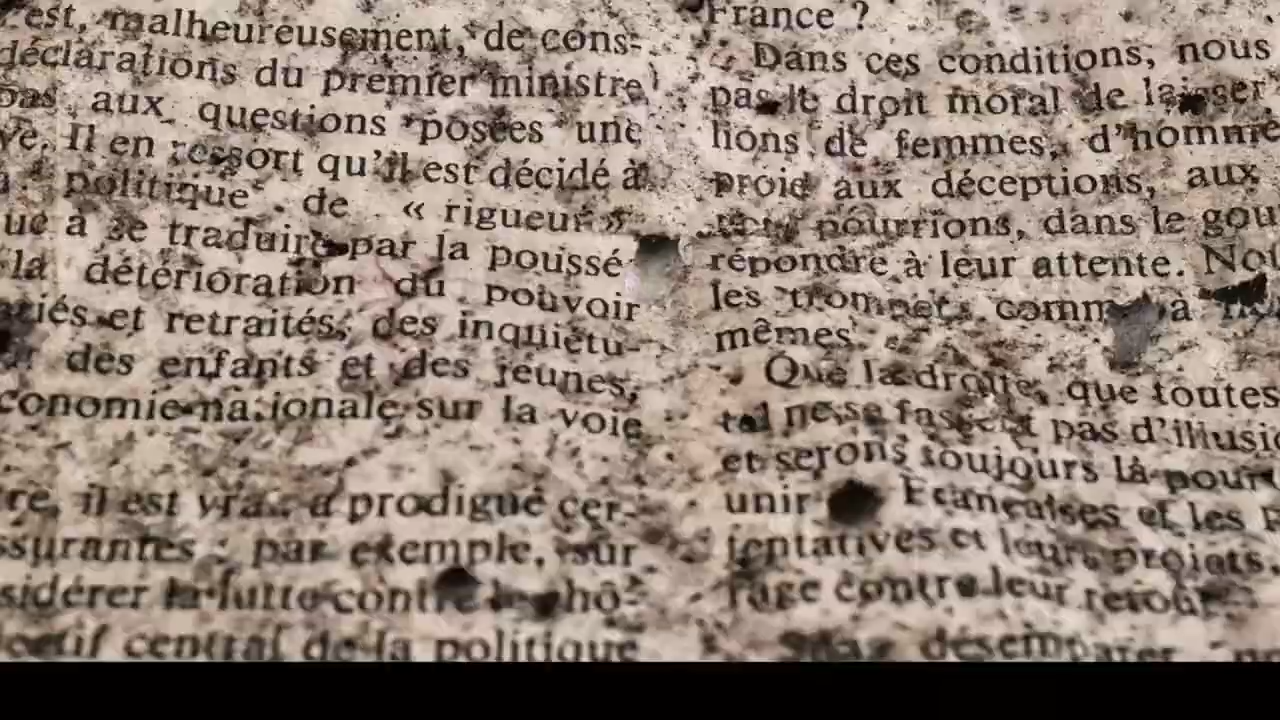 est, malheureusement, de cons-
déclarations du premier ministre
pas aux questions posées une
Il en ressort qu'il est décidé à
politique de « rigueur »
à se traduire par la poussé
la détérioration du pouvoir
et retraités, des inquiétu-
des enfants et des jeunes,
nationale sur la voie
il est vrai a prodigué cer-
par exemple, sur
la lutte contre hô-
central de la politique
France ?
Dans ces conditions, nous
pas le droit moral de laisser
lions de femmes, d'homme
proie aux déceptions, aux
pourrions, dans le gou
répondre à leur attente.
les comme à
mêmes.
Que la droite, que toutes
ne se fassent pas d'illusio
et serons toujours là pour
unir Françaises et les
tentatives et leurs projets.
contre leur retour
désemparer